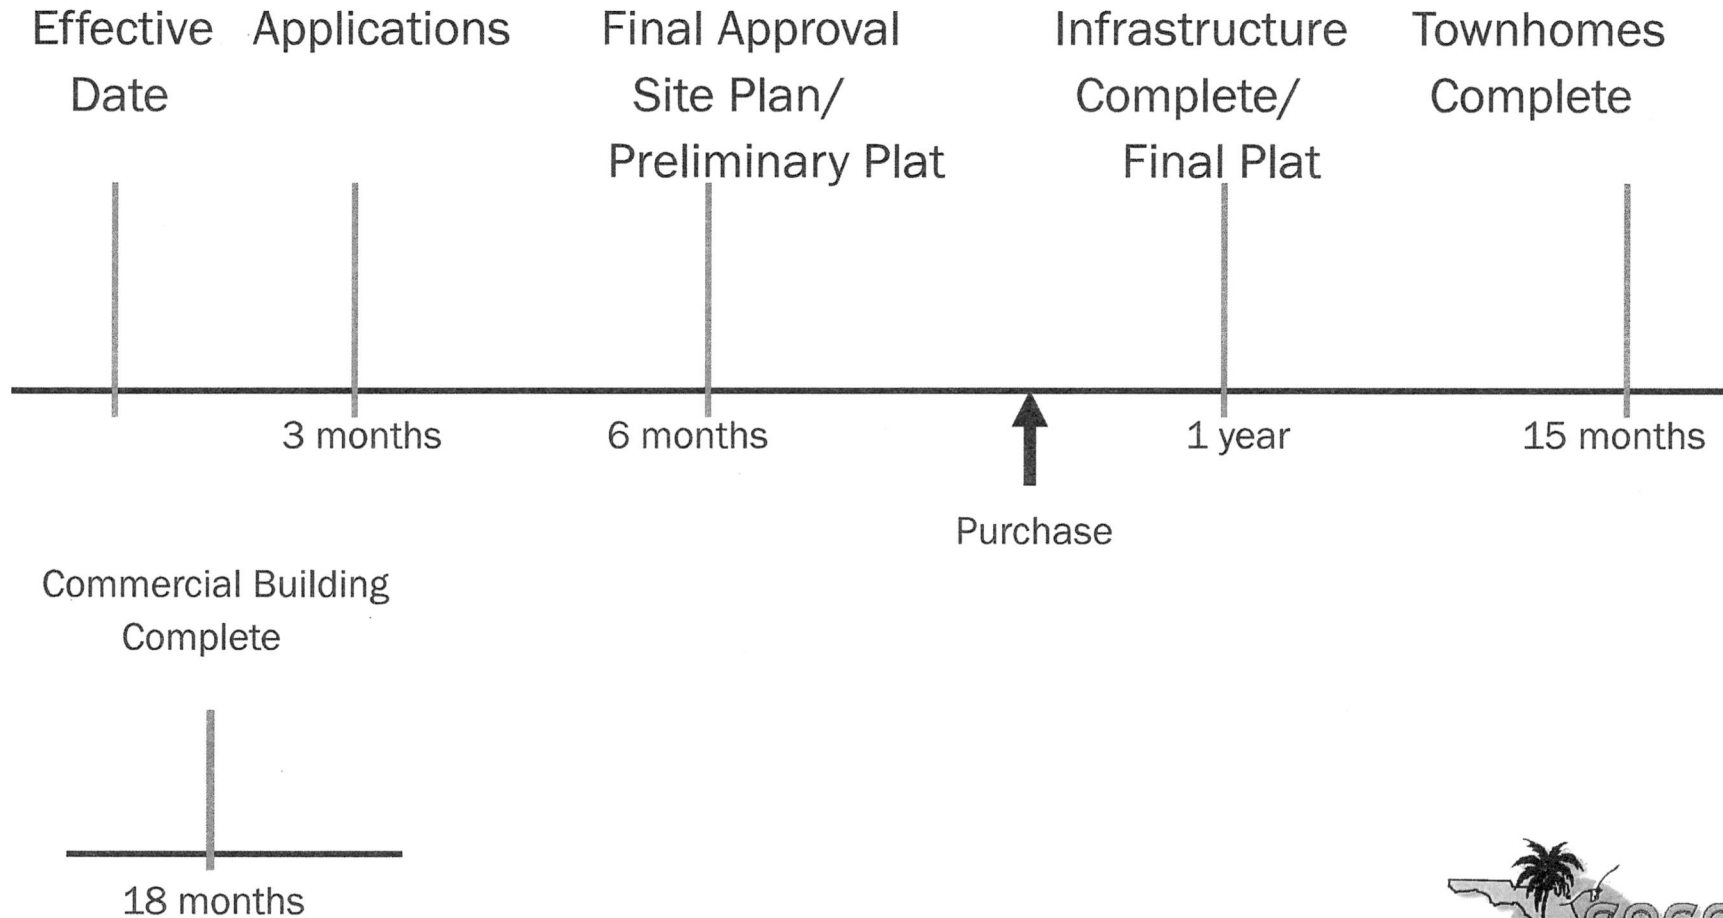 Effective
Date
Applications
Final Approval
Site Plan/
Preliminary Plat
Infrastructure
Complete/
Final Plat
Townhomes
Complete
3 months
6 months
1 year
15 months
Purchase
Commercial Building
Complete
18 months